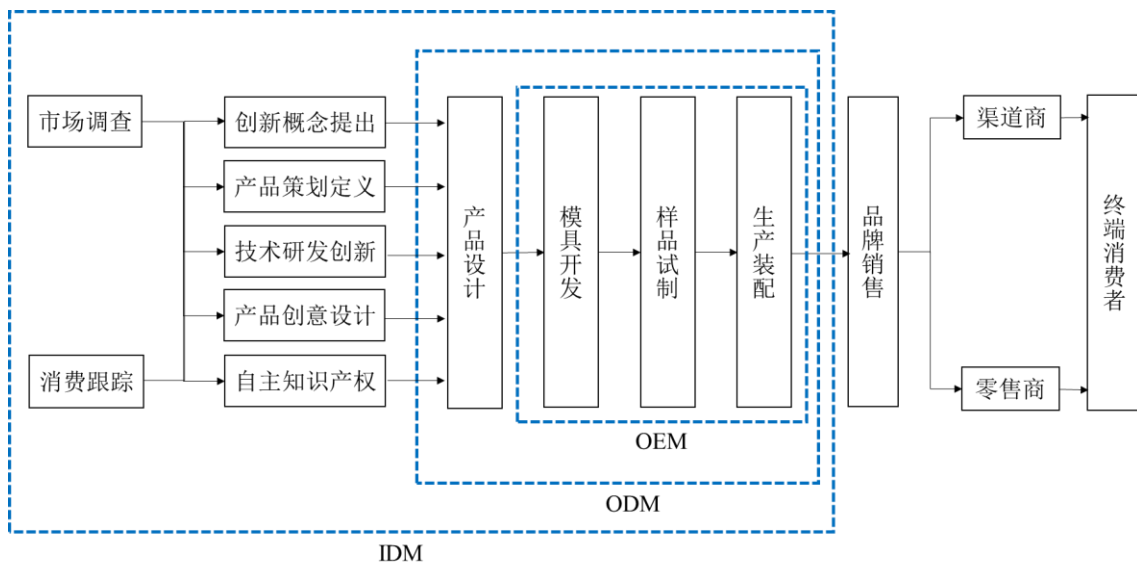 市场调查
消费跟踪
创新概念提出
产品策划定义
技术研发创新
产品创意设计
自主知识产权
产品设计
模具开发
样品试制
生产装配
品牌销售
渠道商
零售商
终端消费者
OEM
ODM
IDM